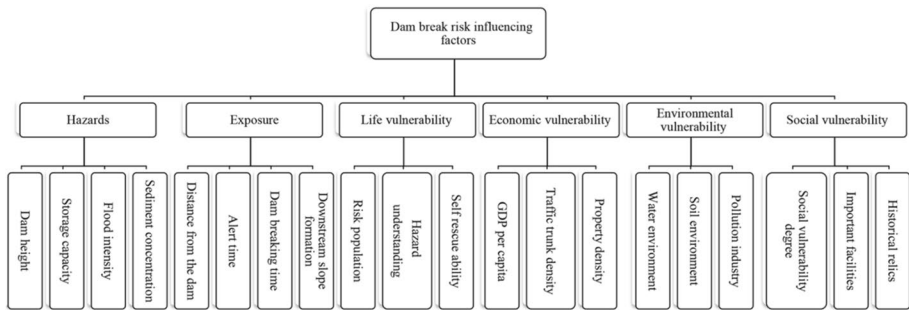 Dam break risk influencing
factors
Hazards
Exposure
Life vulnerability
Economic vulnerability
Environmental
vulnerability
Social vulnerability
Dam height
Storage capacity
Flood intensity
Sediment concentration
Distance from the dam
Alert time
Dam breaking time
Downstream slope
formation
Risk population
Hazard
understanding
Self rescue ability
GDP per capita
Traffic trunk density
Property density
Water environment
Soil environment
Pollution industry
Social vulnerability
degree
Important facilities
Historical relics